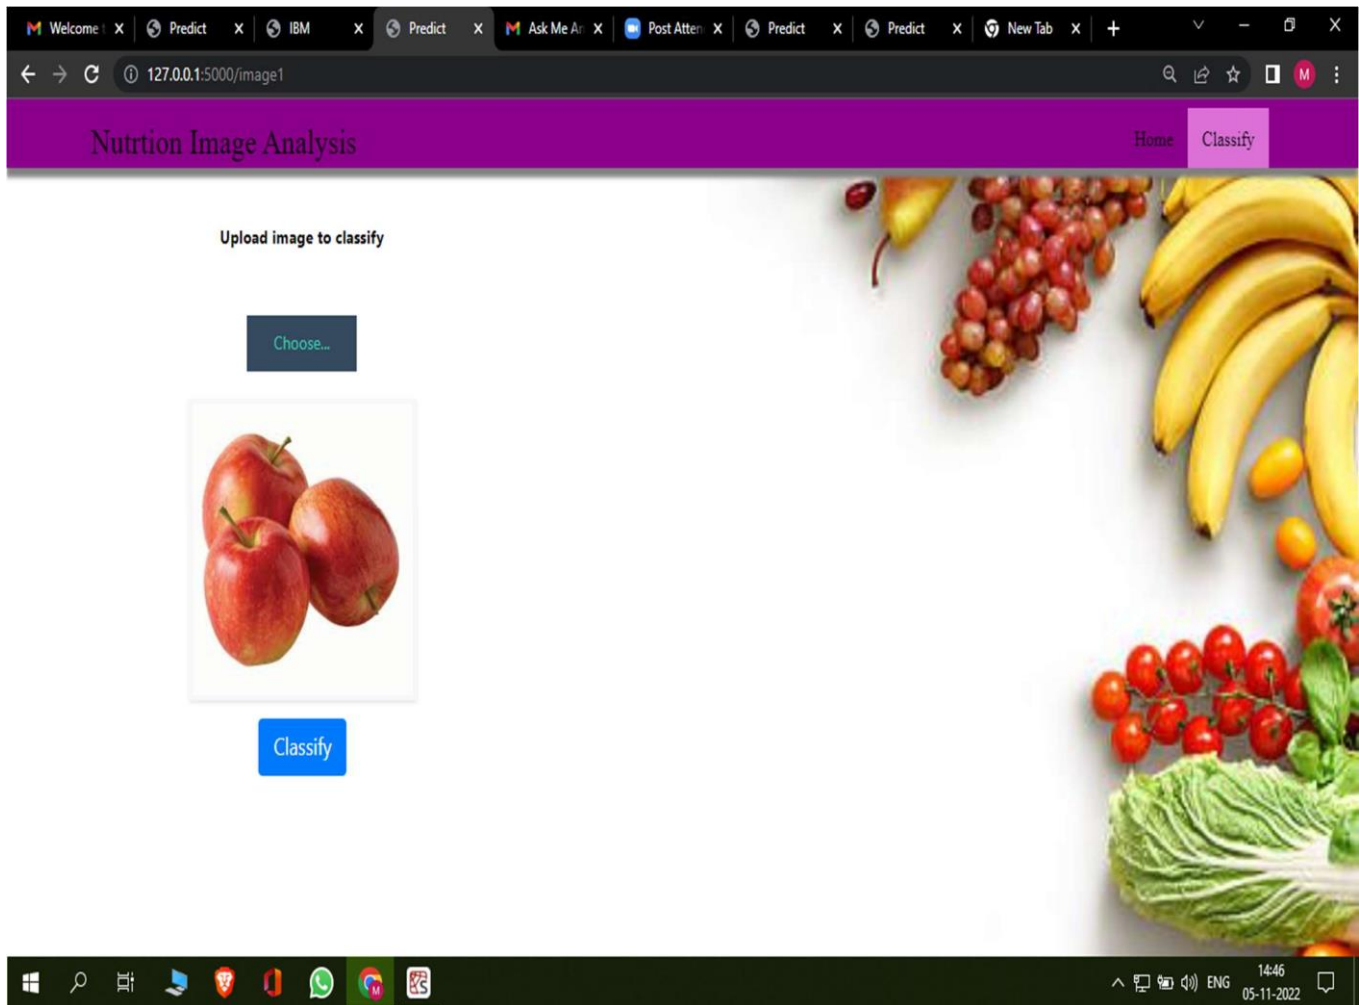 Welcome t Predict IBM Predict Ask Me An Post Atten Predict Predict New Tab
127.0.0.1:5000/image1
M
Nutrtion Image Analysis Home Classify
Upload image to classify
Choose...
Classify
ENG 14:46
05-11-2022